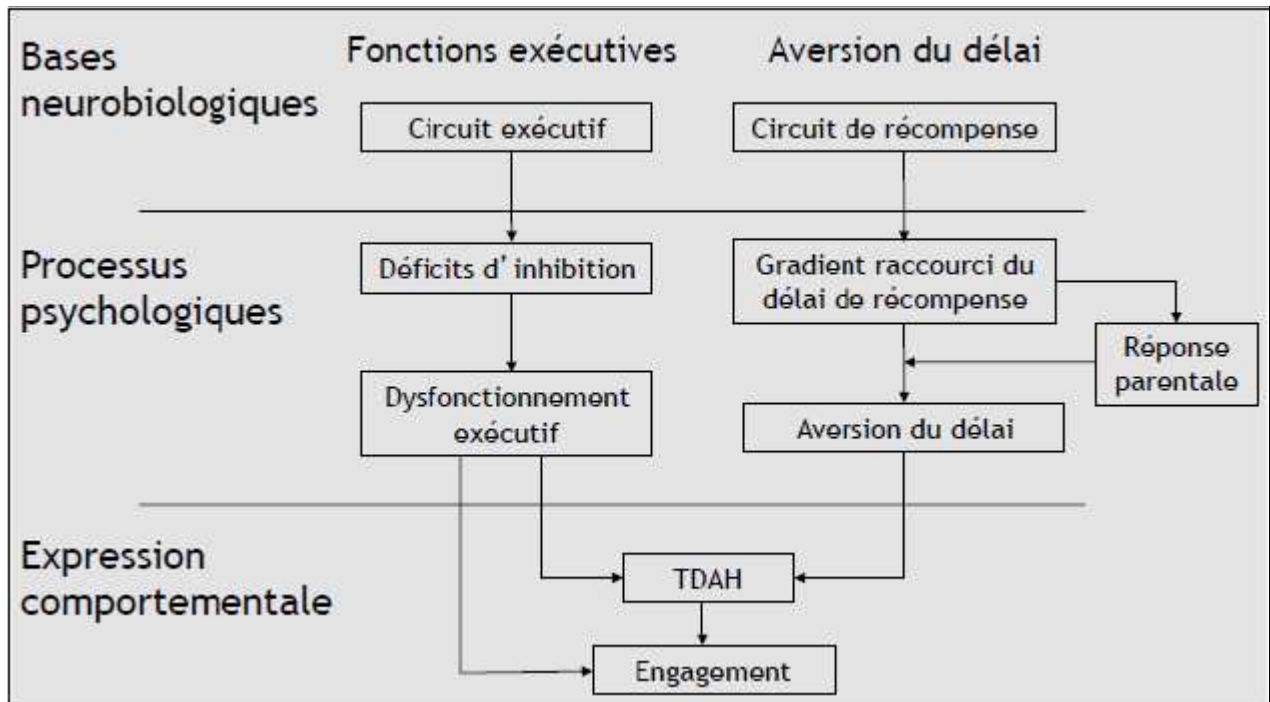 Bases
neurobiologiques
Fonctions exécutives
Aversion du délai
Circuit exécutif
Circuit de récompense
Processus
psychologiques
Déficits d' inhibition
Gradient raccourci du
délai de récompense
Réponse
parentale
Dysfonctionnement
exécutif
Aversion du délai
Expression
comportementale
TDAH
Engagement